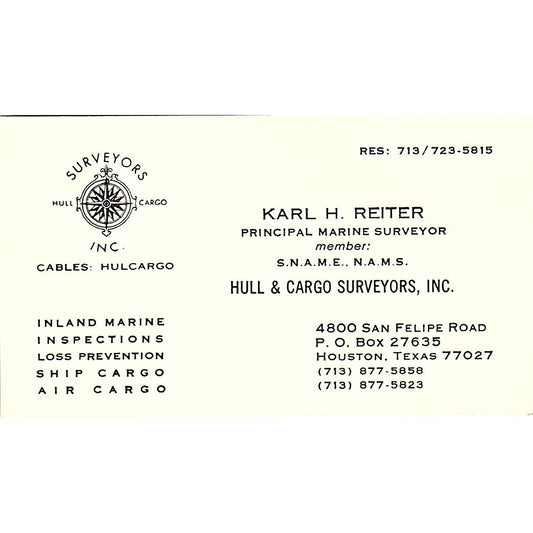 RES: 713/723-5815
SURVEYORS
HULL CARGO
INC.
CABLES: HULCARGO
KARL H. REITER
PRINCIPAL MARINE SURVEYOR
member:
S.N.A.M.E., N.A.M.S.
HULL & CARGO SURVEYORS, INC.
INLAND MARINE
INSPECTIONS
LOSS PREVENTION
SHIP CARGO
AIR CARGO
4800 SAN FELIPE ROAD
P. O. BOX 27635
HOUSTON, TEXAS 77027
(713) 877-5858
(713) 877-5823